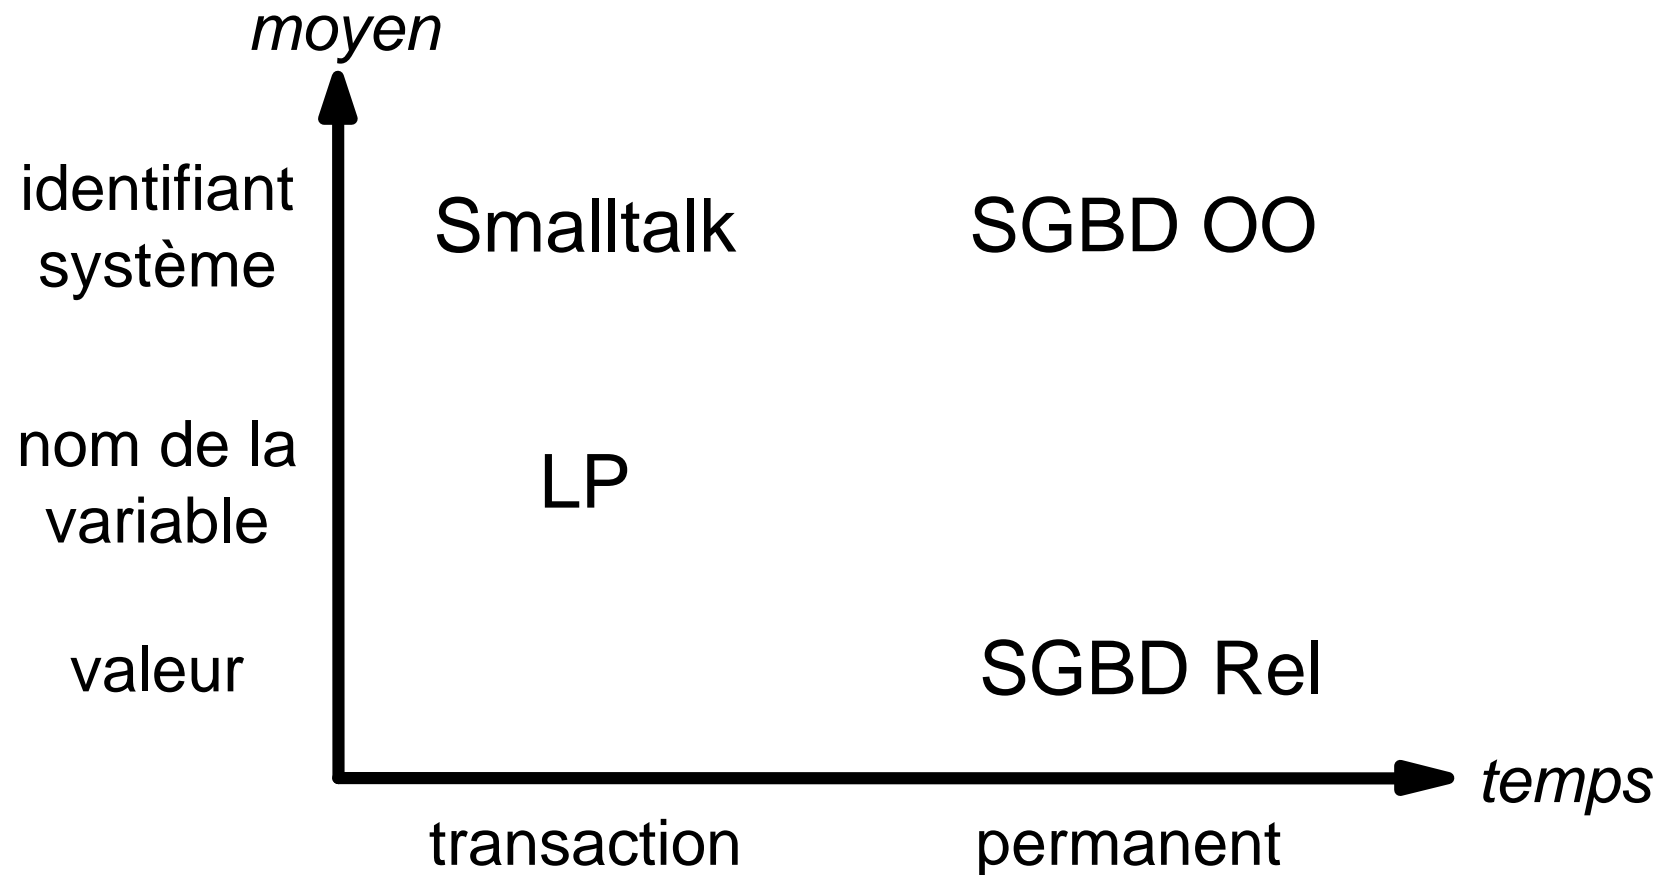 moyen
identifiant
système
Smalltalk
SGBD OO
nom de la
variable
LP
valeur
SGBD Rel
temps
transaction
permanent